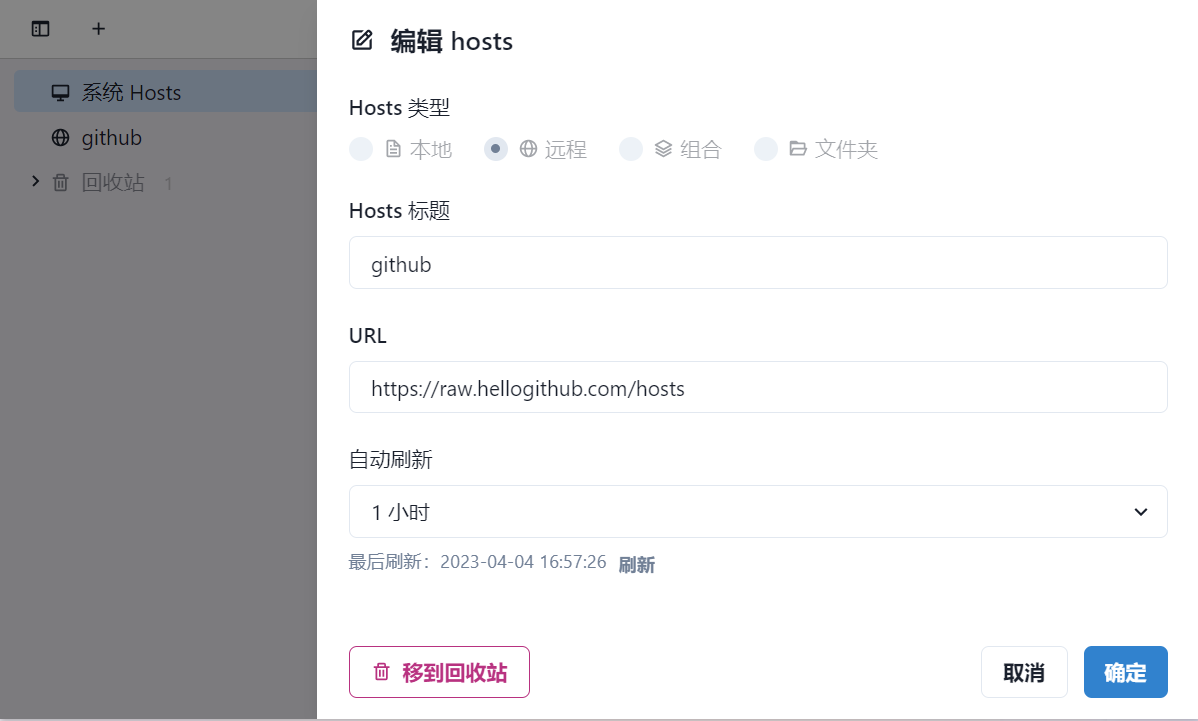 系统 Hosts
github
回收站 1
编辑 hosts
Hosts 类型
本地 远程 组合 文件夹
Hosts 标题
github
URL
https://raw.hellogithub.com/hosts
自动刷新
1 小时
最后刷新：2023-04-04 16:57:26 刷新
移到回收站 取消 确定